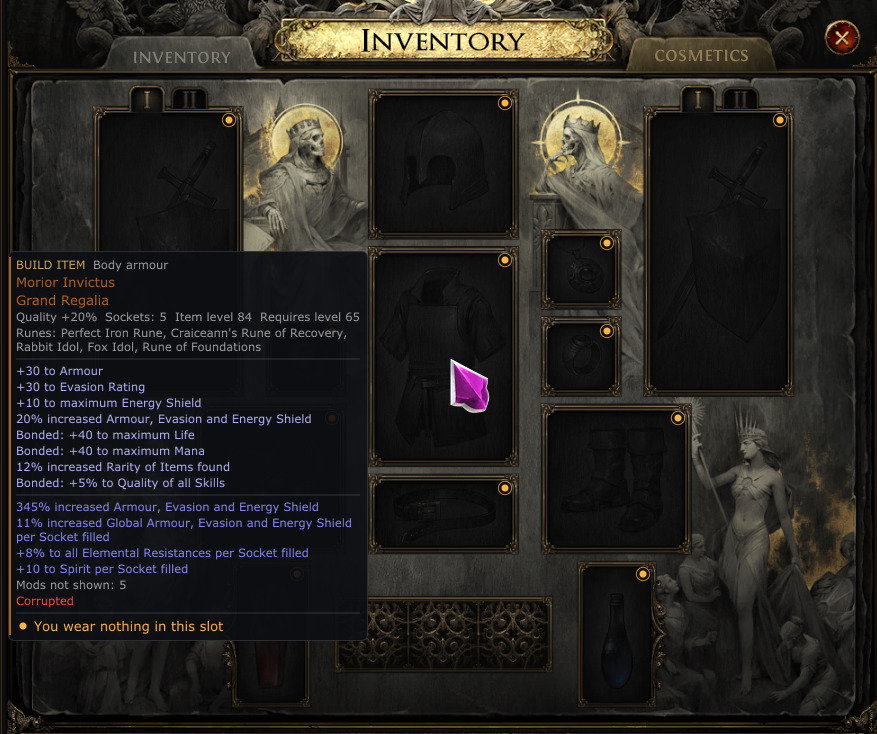 INVENTORY
INVENTORY
COSMETICS
I
II
I
II
BUILD ITEM Body armour
Morior Invictus
Grand Regalia
Quality +20% Sockets: 5 Item level 84 Requires level 65
Runes: Perfect Iron Rune, Craiceann's Rune of Recovery,
Rabbit Idol, Fox Idol, Rune of Foundations
+30 to Armour
+30 to Evasion Rating
+10 to maximum Energy Shield
20% increased Armour, Evasion and Energy Shield
Bonded: +40 to maximum Life
Bonded: +40 to maximum Mana
12% increased Rarity of Items found
Bonded: +5% to Quality of all Skills
345% increased Armour, Evasion and Energy Shield
11% increased Global Armour, Evasion and Energy Shield
per Socket filled
+8% to all Elemental Resistances per Socket filled
+10 to Spirit per Socket filled
Mods not shown: 5
Corrupted
You wear nothing in this slot